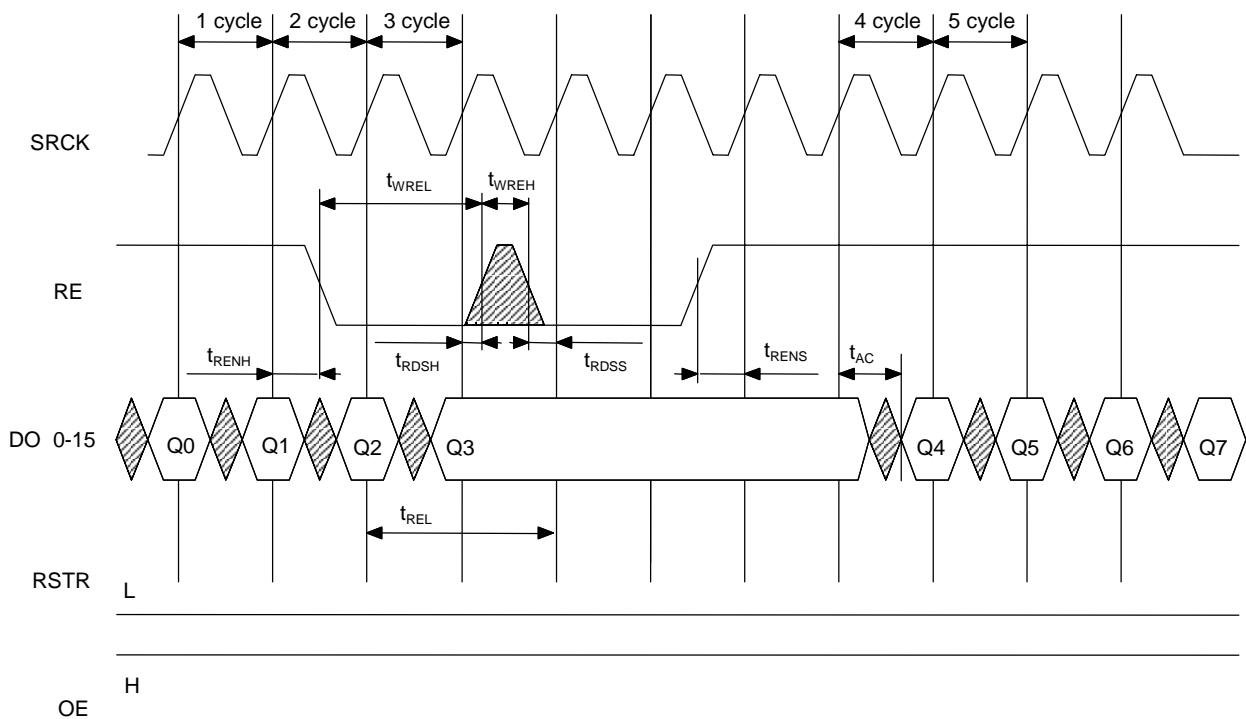 1 cycle 2 cycle 3 cycle 4 cycle 5 cycle
SRCK
tWREL tWREH
RE
tRENH tRDSH tRDSS tRENS tAC
DO 0-15 Q0 Q1 Q2 Q3 Q4 Q5 Q6 Q7
tREL
RSTR L
H
OE